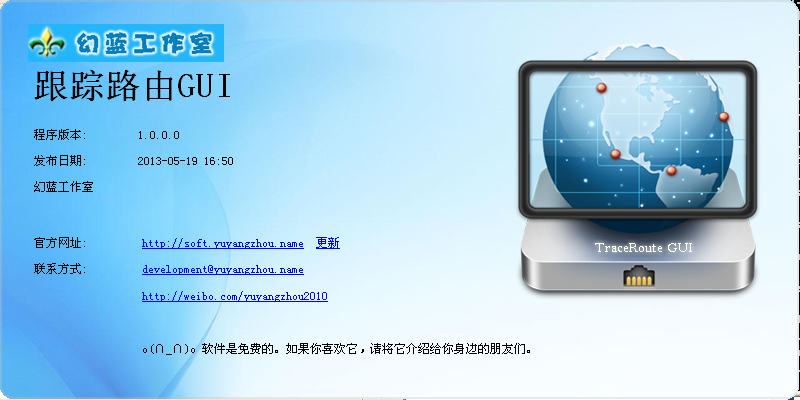 幻蓝工作室
跟踪路由GUI
程序版本: 1.0.0.0
发布日期: 2013-05-19 16:50
幻蓝工作室
官方网址: http://soft.yuyangzhou.name 更新
联系方式: development@yuyangzhou.name
http://weibo.com/yuyangzhou2010
o(∩_∩)o 软件是免费的。如果你喜欢它，请将它介绍给你身边的朋友们。
TraceRoute GUI